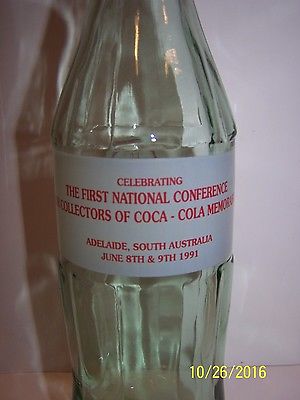 CELEBRATING
THE FIRST NATIONAL CONFERENCE
COLLECTORS OF COCA - COLA
ADELAIDE, SOUTH AUSTRALIA
JUNE 8TH & 9TH 1991
10/26/2016